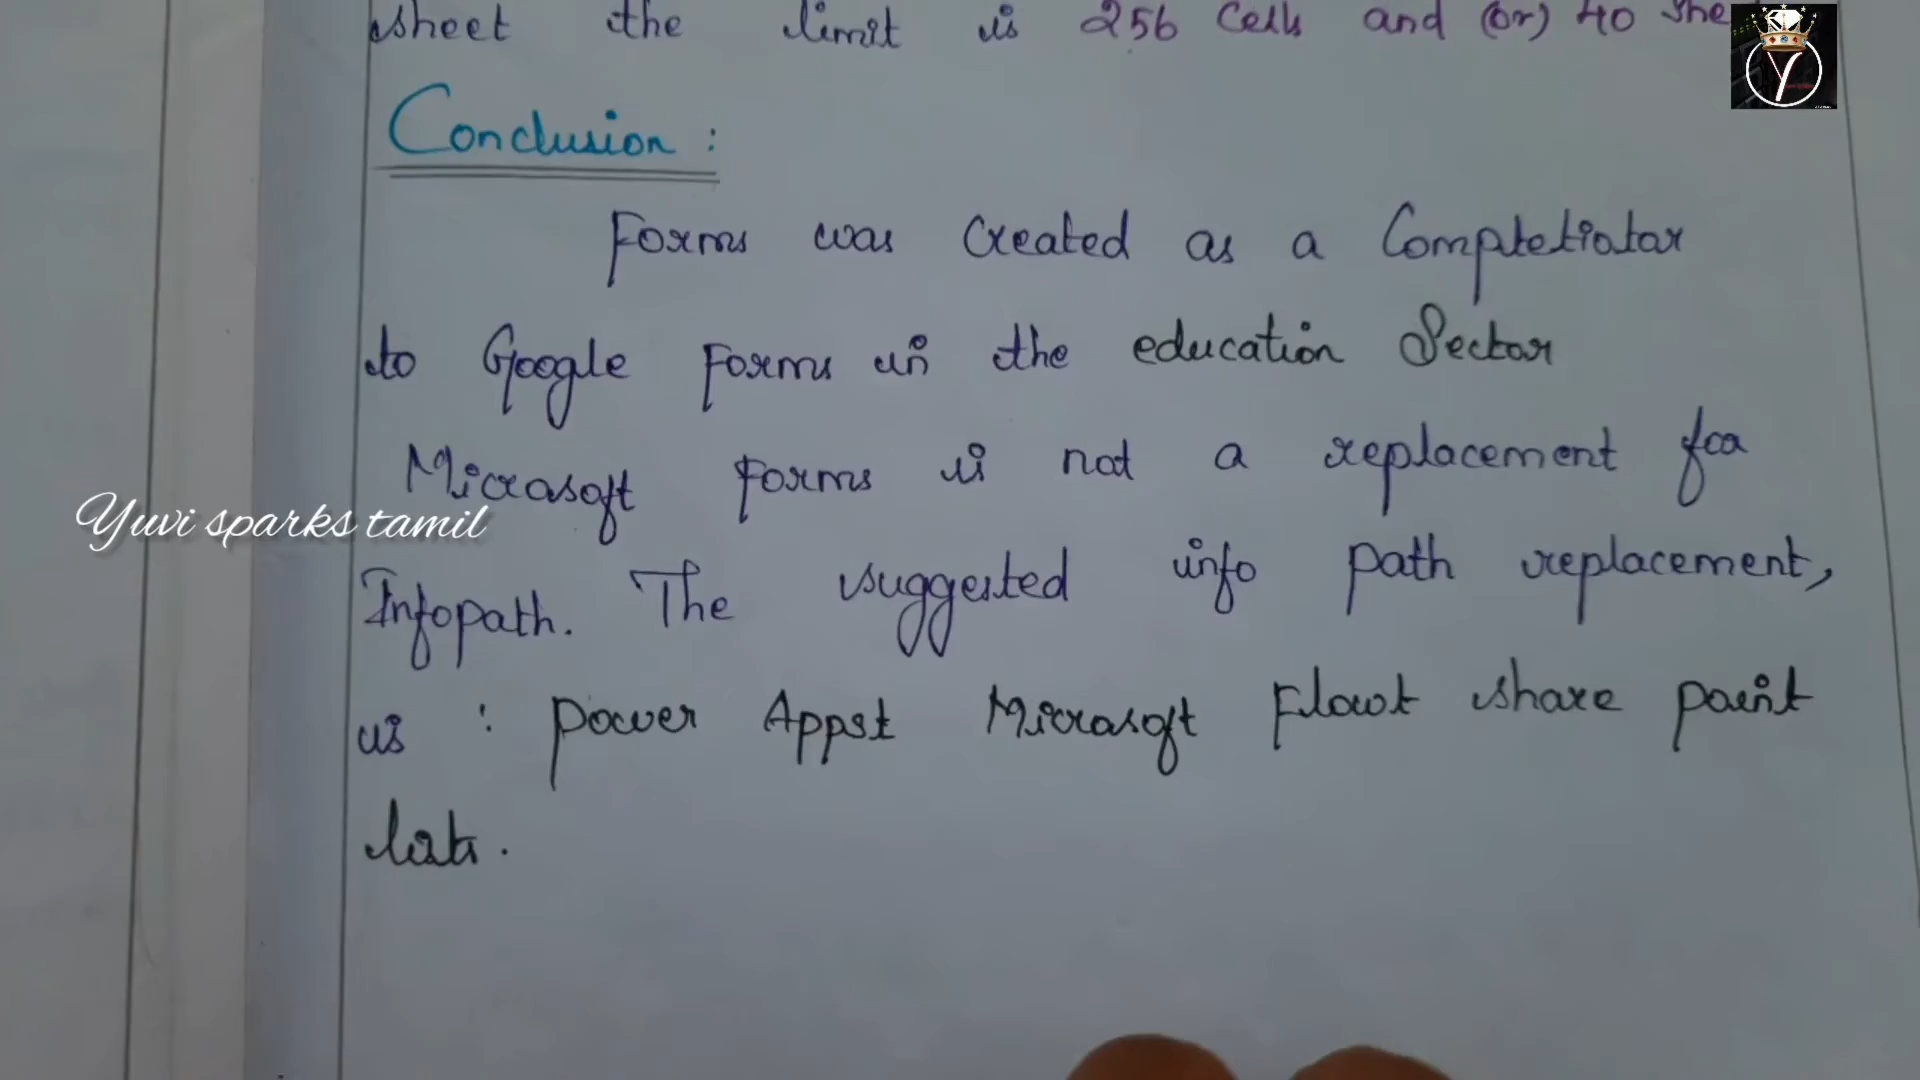 sheet the limit is 256 Cells and (or) 40 She
Conclusion :
Forms was Created as a Comptetiotar
to Google Forms in the education Sector
Microsoft Forms is not a replacement for
Yuvi sparks tamil
Infopath. The suggested info path replacement,
is : Power Appst Microsoft Flowt share point
lists.